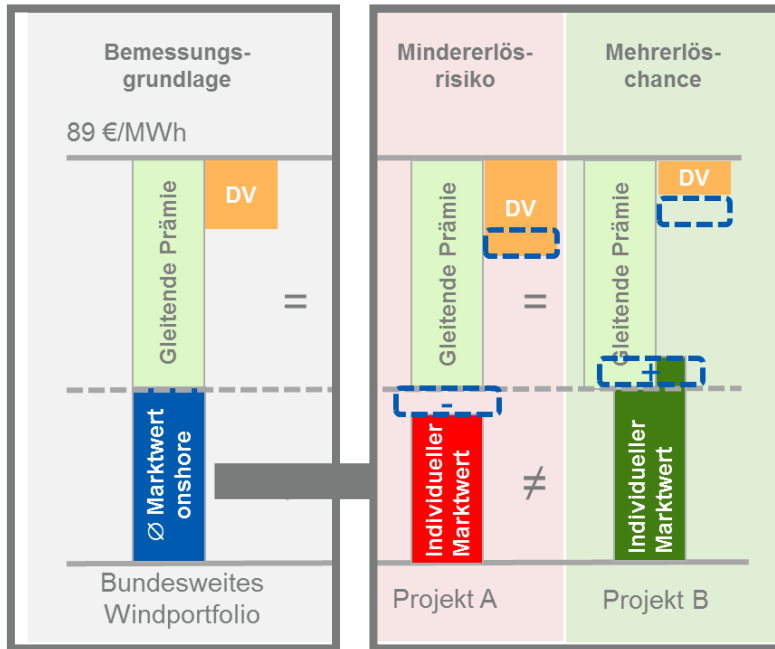 Bemessungs-
grundlage
89 €/MWh
Gleitende Prämie
DV
=
Ø Marktwert
onshore
Bundesweites
Windportfolio
Mindererlös-
risiko
Gleitende Prämie
DV
=
-
Individueller
Marktwert
≠
Projekt A
Mehrerlös-
chance
Gleitende Prämie
DV
+
Individueller
Marktwert
Projekt B